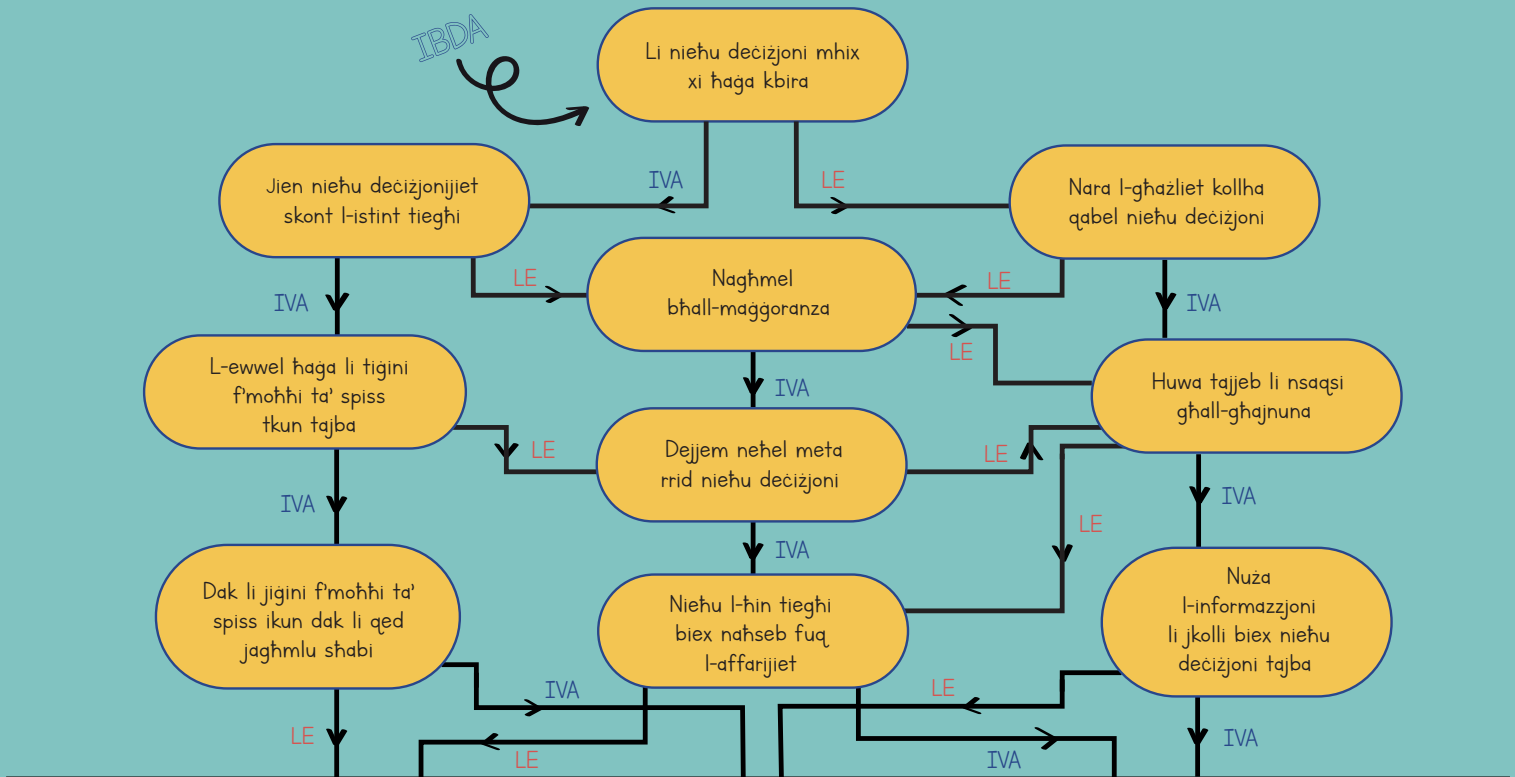 IBDA
Li nieħu deċiżjoni mhix
xi ħaġa kbira
IVA
LE
Jien nieħu deċiżjonijiet
skont l-istint tiegħi
Nara l-għażliet kollha
qabel nieħu deċiżjoni
LE
Nagħmel
bħall-maġġoranza
LE
IVA
IVA
LE
L-ewwel ħaġa li tiġini
f'moħħi ta' spiss
tkun tajba
IVA
Huwa tajjeb li nsaqsi
għall-għajnuna
LE
Dejjem neħel meta
rrid nieħu deċiżjoni
LE
IVA
IVA
LE
IVA
Dak li jiġini f'moħħi ta'
spiss ikun dak li qed
jagħmlu sħabi
Nieħu l-ħin tiegħi
biex naħseb fuq
l-affarijiet
Nuża
l-informazzjoni
li jkolli biex nieħu
deċiżjoni tajba
IVA
LE
LE
LE
IVA
IVA